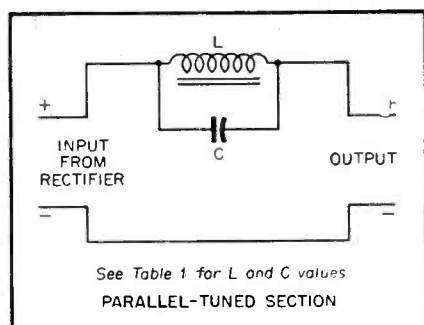 L
C
+
INPUT
FROM
RECTIFIER
−
+
OUTPUT
−
See Table 1 for L and C values
PARALLEL-TUNED SECTION